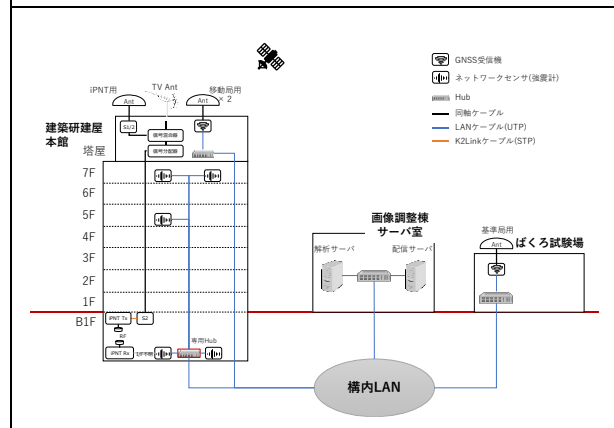 iPNT用
TV Ant
移動局用
× 2
Ant
Ant
建築研建屋
本館
S1/2
信号混合器
信号分配器
塔屋
7F
6F
5F
4F
3F
2F
1F
B1F
iPNT Tx
S2
RF
iPNT Rx
専用Hub
GNSS受信機
ネットワークセンサ(強震計)
Hub
同軸ケーブル
LANケーブル(UTP)
K2Linkケーブル(STP)
画像調整棟
サーバ室
解析サーバ
配信サーバ
基準局用
Ant
ばくろ試験場
構内LAN